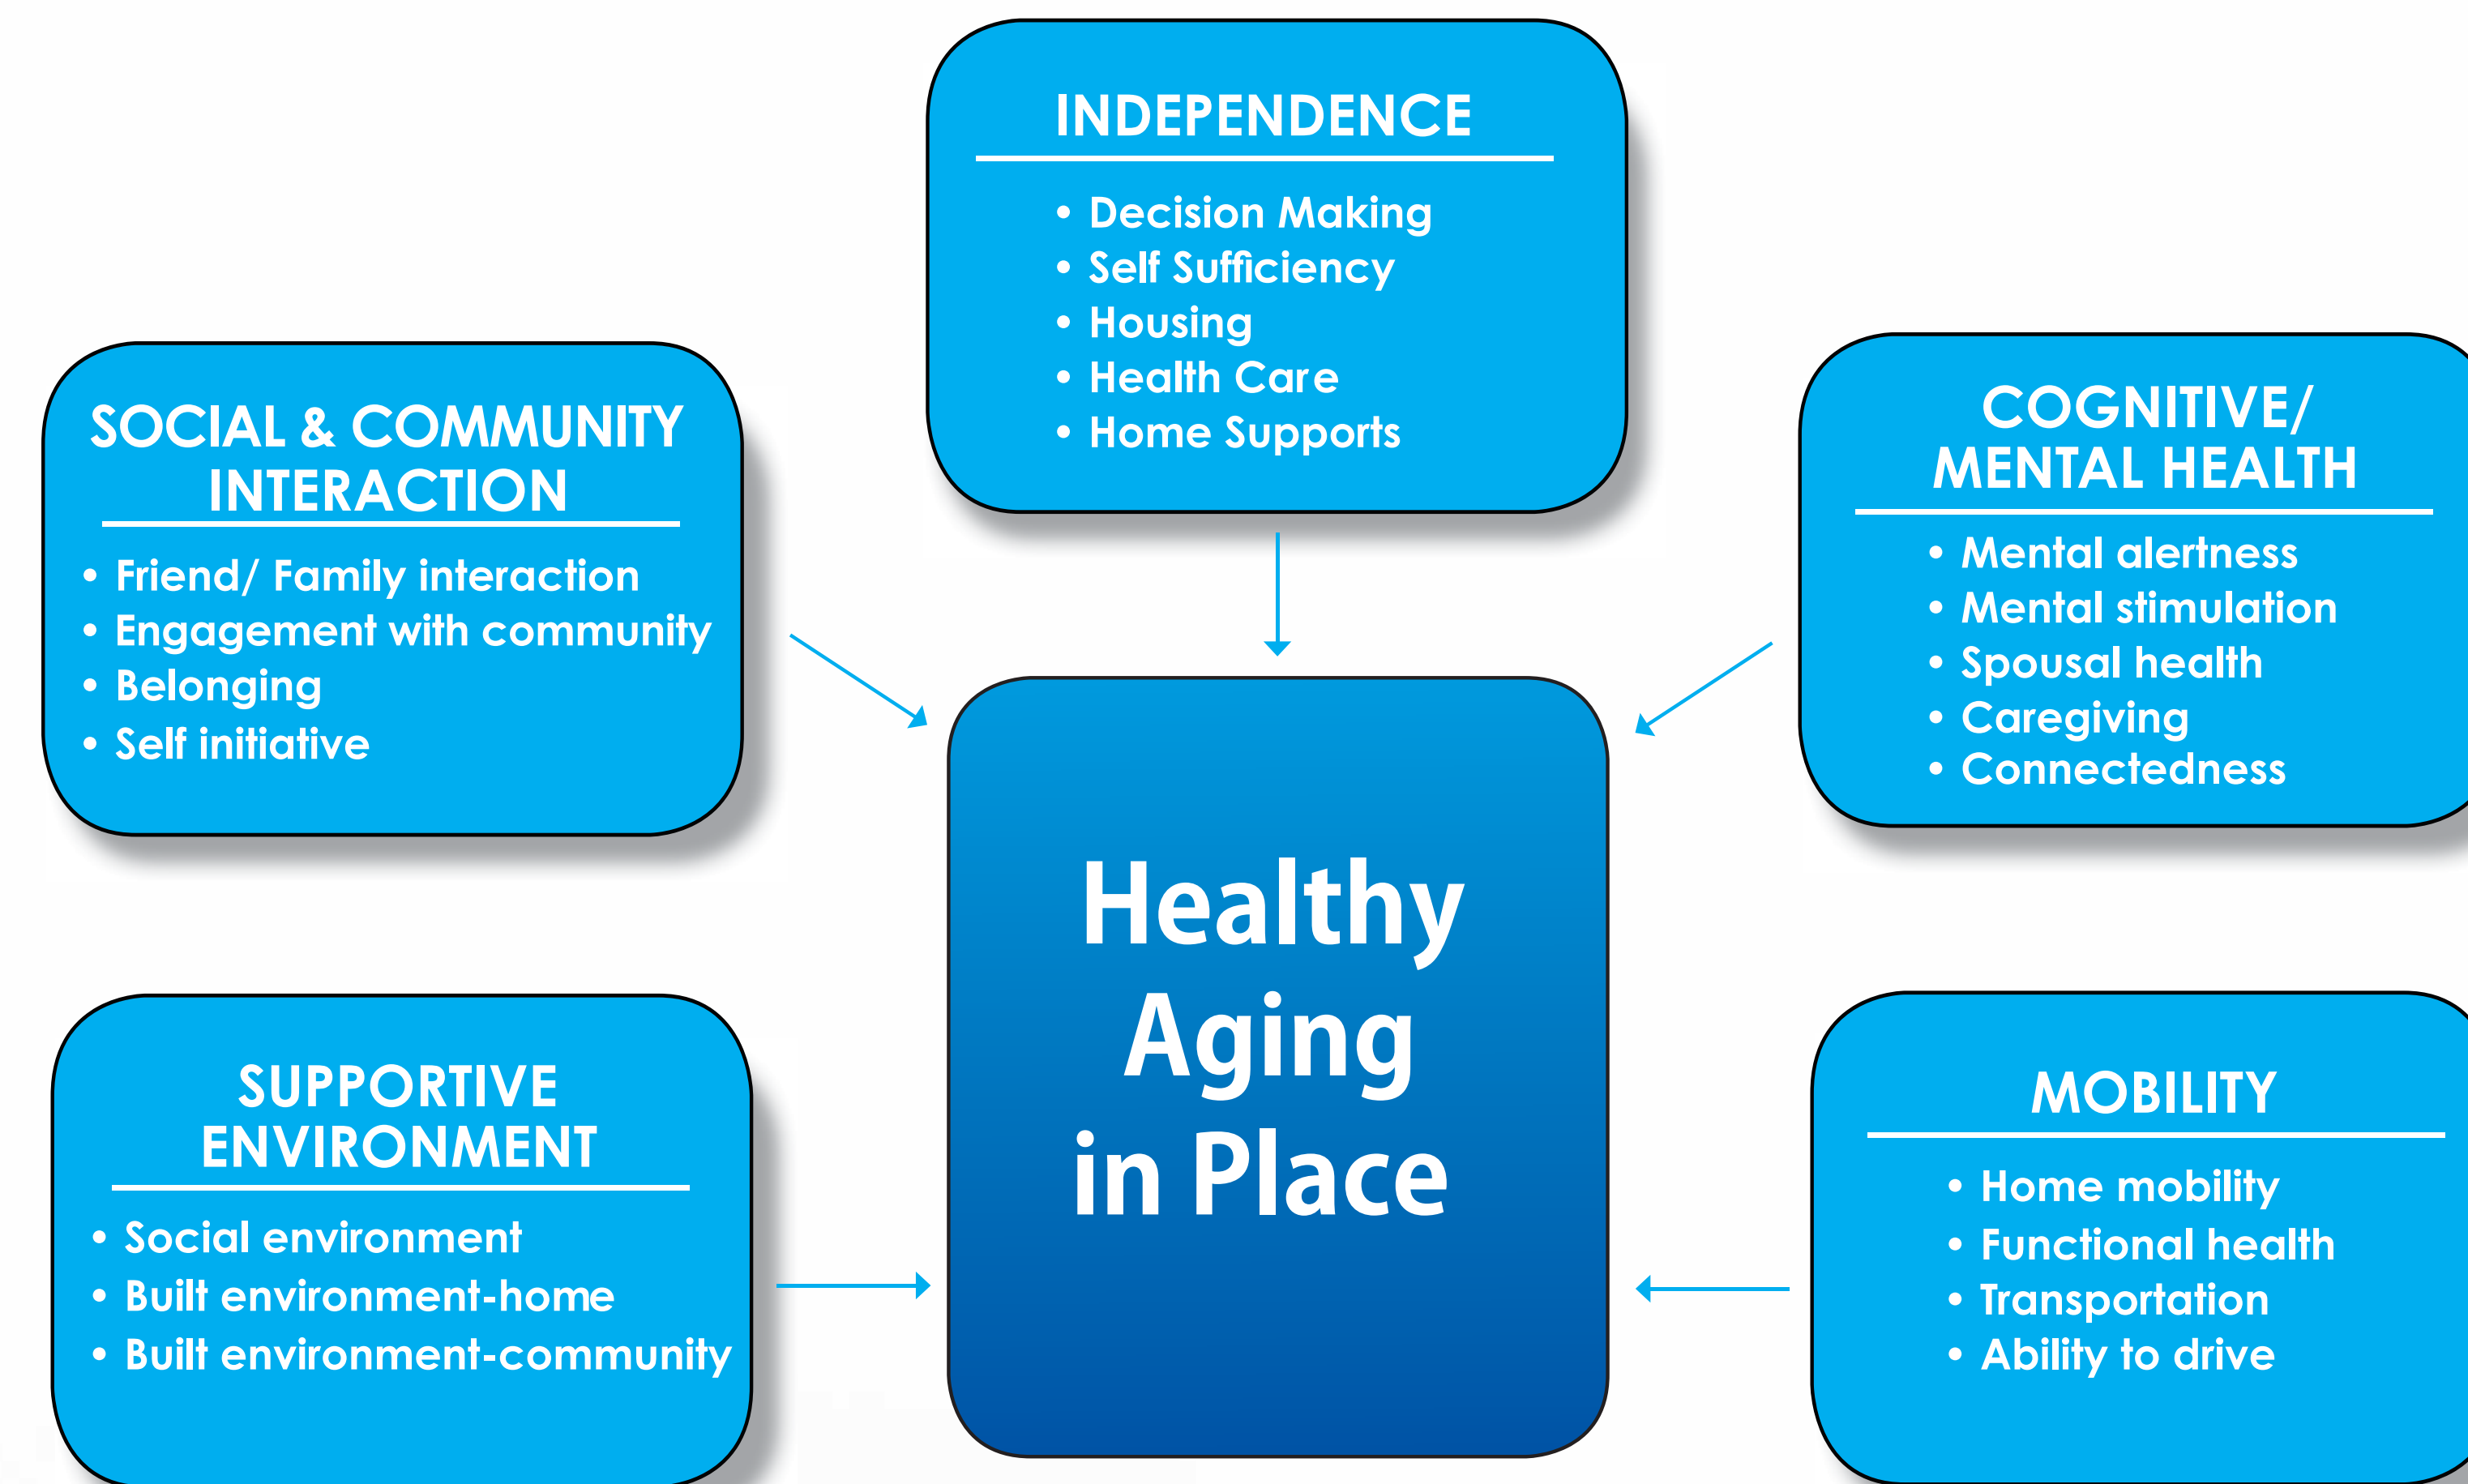 INDEPENDENCE
• Decision Making
• Self Sufficiency
• Housing
• Health Care
• Home Supports
SOCIAL & COMMUNITY
INTERACTION
• Friend/ Family interaction
• Engagement with community
• Belonging
• Self initiative
COGNITIVE/
MENTAL HEALTH
• Mental alertness
• Mental stimulation
• Spousal health
• Caregiving
• Connectedness
Healthy
Aging
in Place
SUPPORTIVE
ENVIRONMENT
• Social environment
• Built environment-home
• Built environment-community
MOBILITY
• Home mobility
• Functional health
• Transportation
• Ability to drive